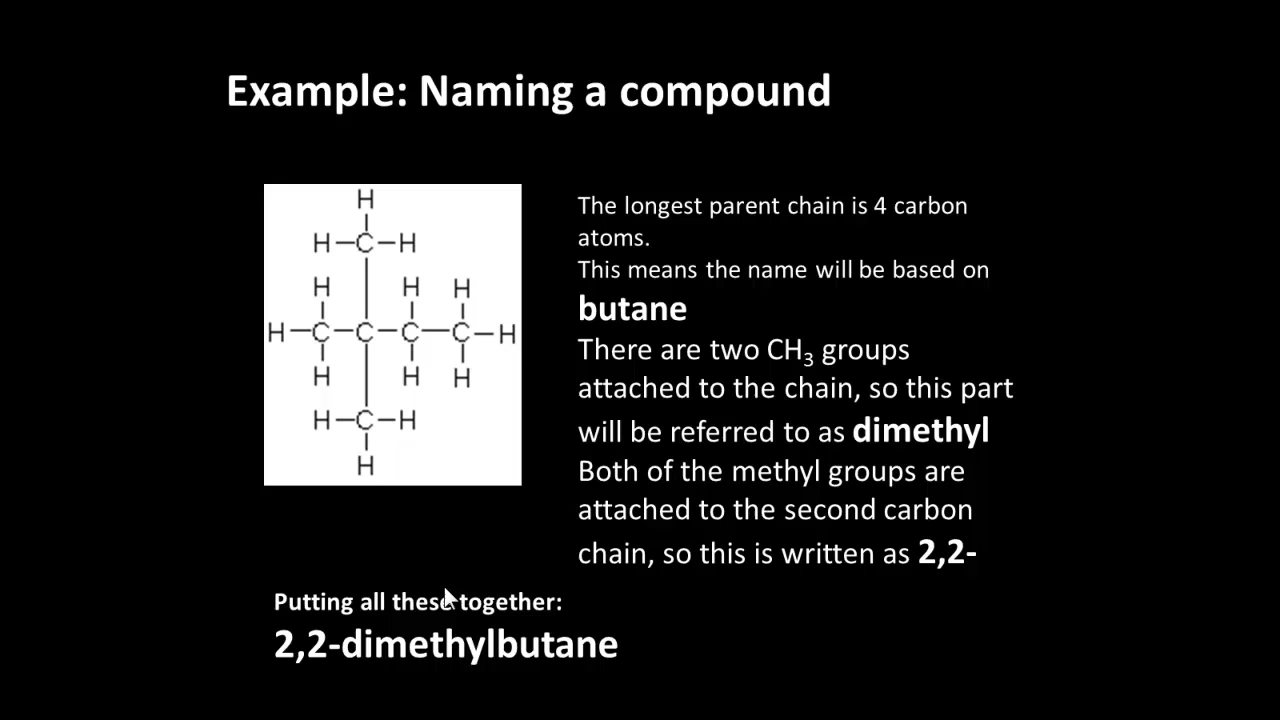 Example: Naming a compound
H
H–C–H
H H H
H–C–C–C–C–H
H H H
H–C–H
H
The longest parent chain is 4 carbon
atoms.
This means the name will be based on
butane
There are two CH₃ groups
attached to the chain, so this part
will be referred to as dimethyl
Both of the methyl groups are
attached to the second carbon
chain, so this is written as 2,2-
Putting all these together:
2,2-dimethylbutane